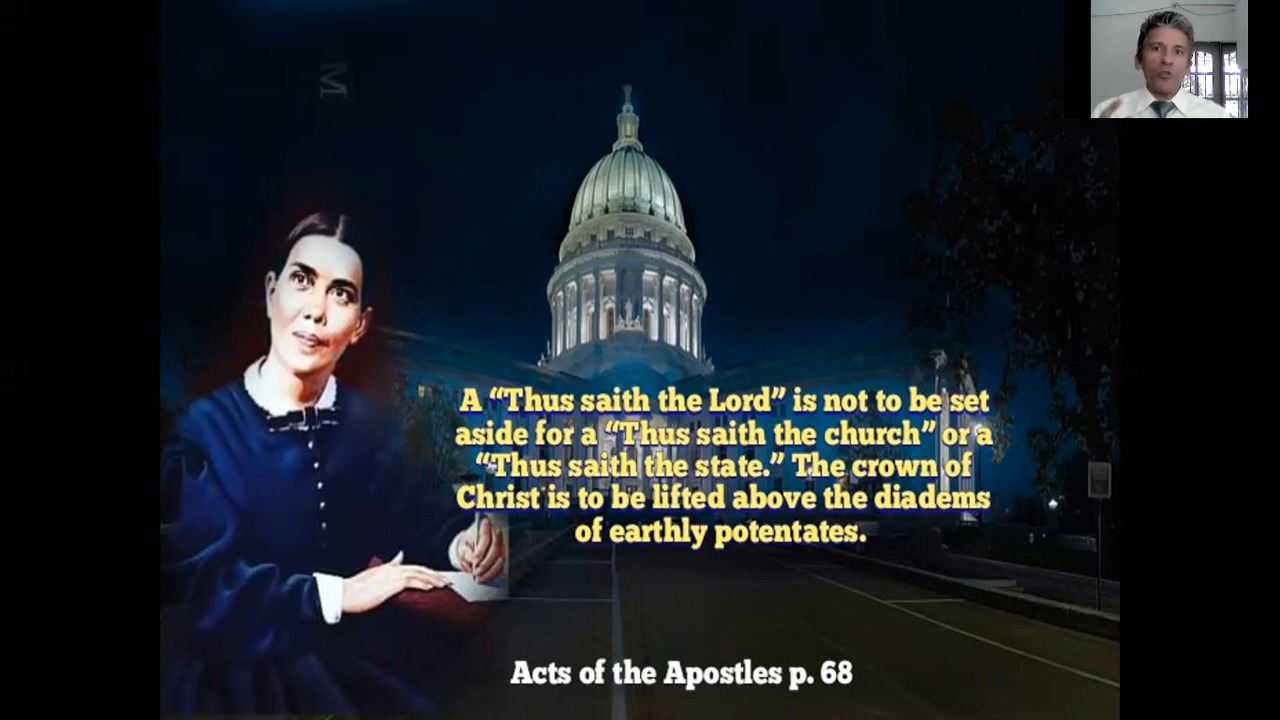 M
A “Thus saith the Lord” is not to be set
aside for a “Thus saith the church” or a
“Thus saith the state.” The crown of
Christ is to be lifted above the diadems
of earthly potentates.
Acts of the Apostles p. 68